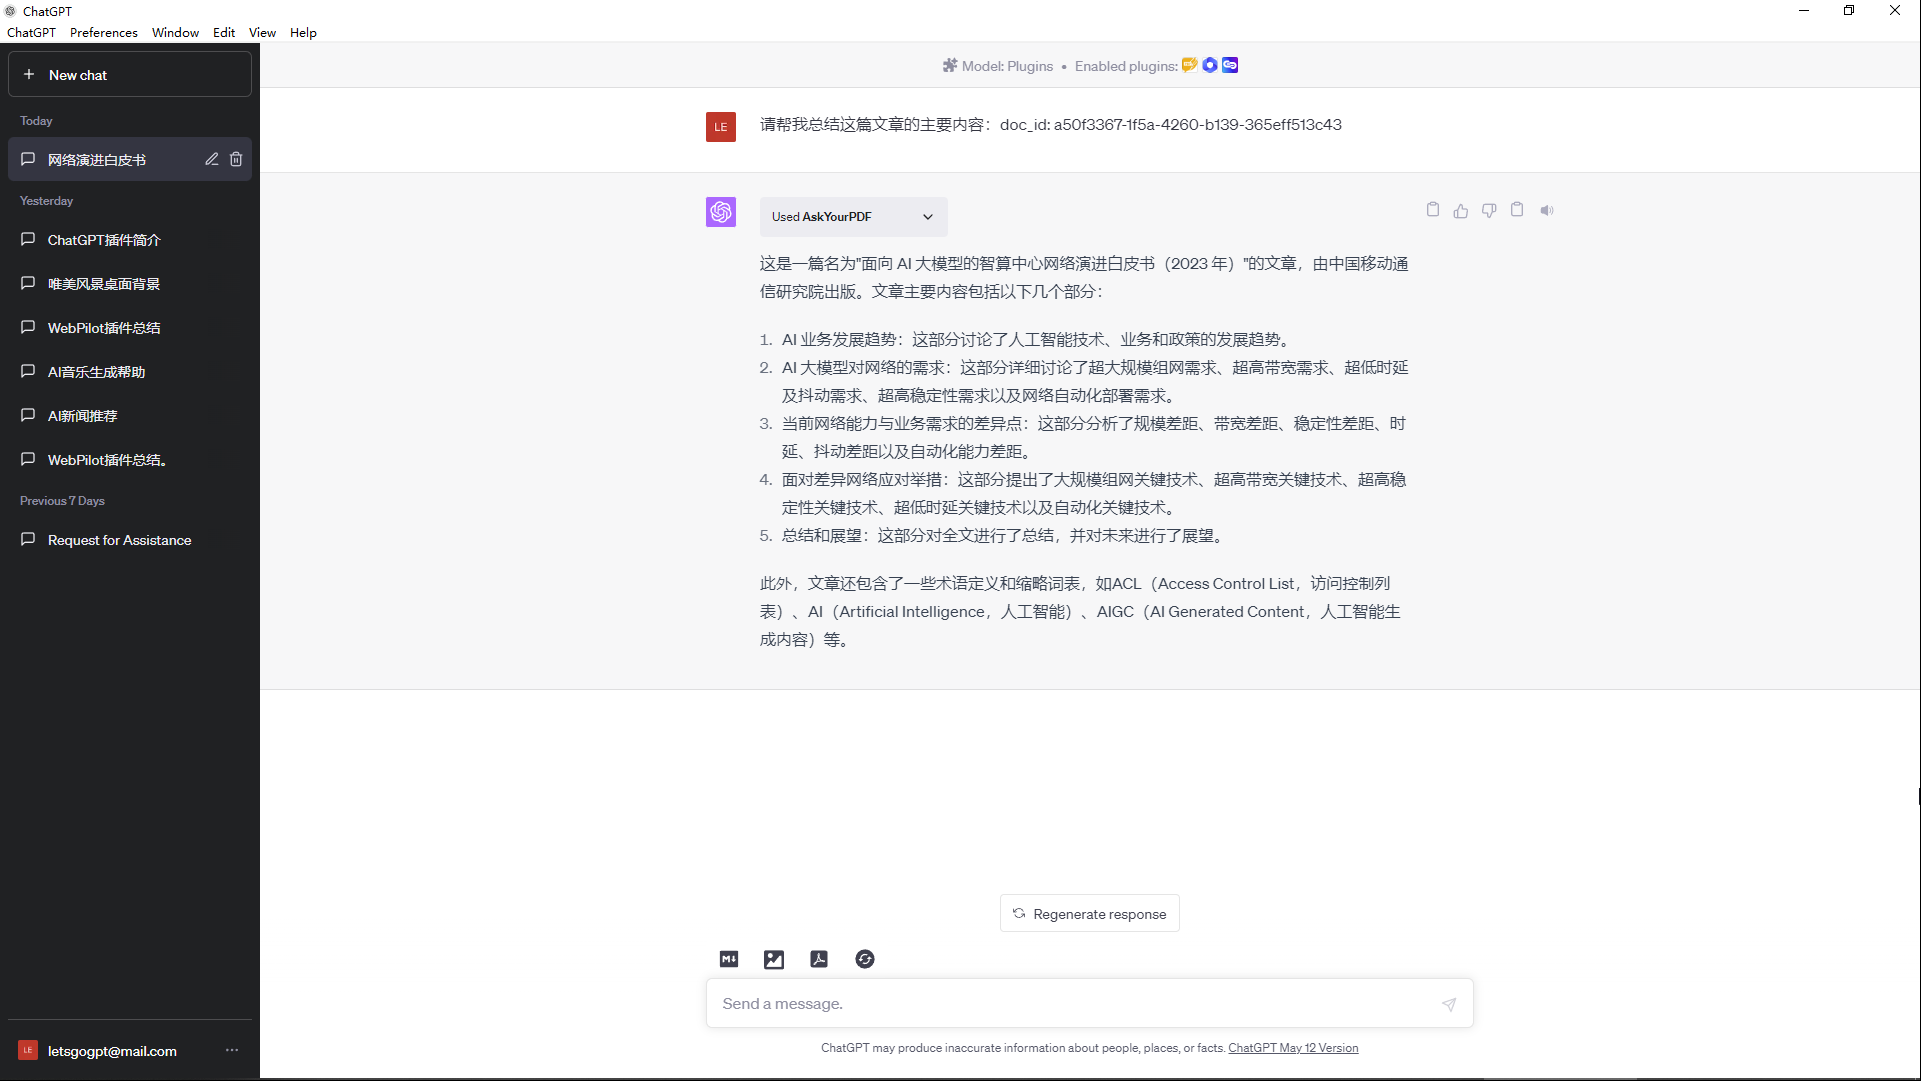 ChatGPT
ChatGPT Preferences Window Edit View Help
New chat
Today
网络演进白皮书
Yesterday
ChatGPT插件简介
唯美风景桌面背景
WebPilot插件总结
AI音乐生成帮助
AI新闻推荐
WebPilot插件总结。
Previous 7 Days
Request for Assistance
LE letsgogpt@mail.com ...
Model: Plugins • Enabled plugins:
LE 请帮我总结这篇文章的主要内容：doc_id: a50f3367-1f5a-4260-b139-365eff513c43
Used AskYourPDF
这是一篇名为"面向 AI 大模型的智算中心网络演进白皮书（2023 年）"的文章，由中国移动通
信研究院出版。文章主要内容包括以下几个部分：
1. AI 业务发展趋势：这部分讨论了人工智能技术、业务和政策的发展趋势。
2. AI 大模型对网络的需求：这部分详细讨论了超大规模组网需求、超高带宽需求、超低时延
及抖动需求、超高稳定性需求以及网络自动化部署需求。
3. 当前网络能力与业务需求的差异点：这部分分析了规模差距、带宽差距、稳定性差距、时
延、抖动差距以及自动化能力差距。
4. 面对差异网络应对举措：这部分提出了大规模组网关键技术、超高带宽关键技术、超高稳
定性关键技术、超低时延关键技术以及自动化关键技术。
5. 总结和展望：这部分对全文进行了总结，并对未来进行了展望。
此外，文章还包含了一些术语定义和缩略词表，如ACL（Access Control List，访问控制列
表）、AI（Artificial Intelligence，人工智能）、AIGC（AI Generated Content，人工智能生
成内容）等。
Regenerate response
Send a message.
ChatGPT may produce inaccurate information about people, places, or facts. ChatGPT May 12 Version